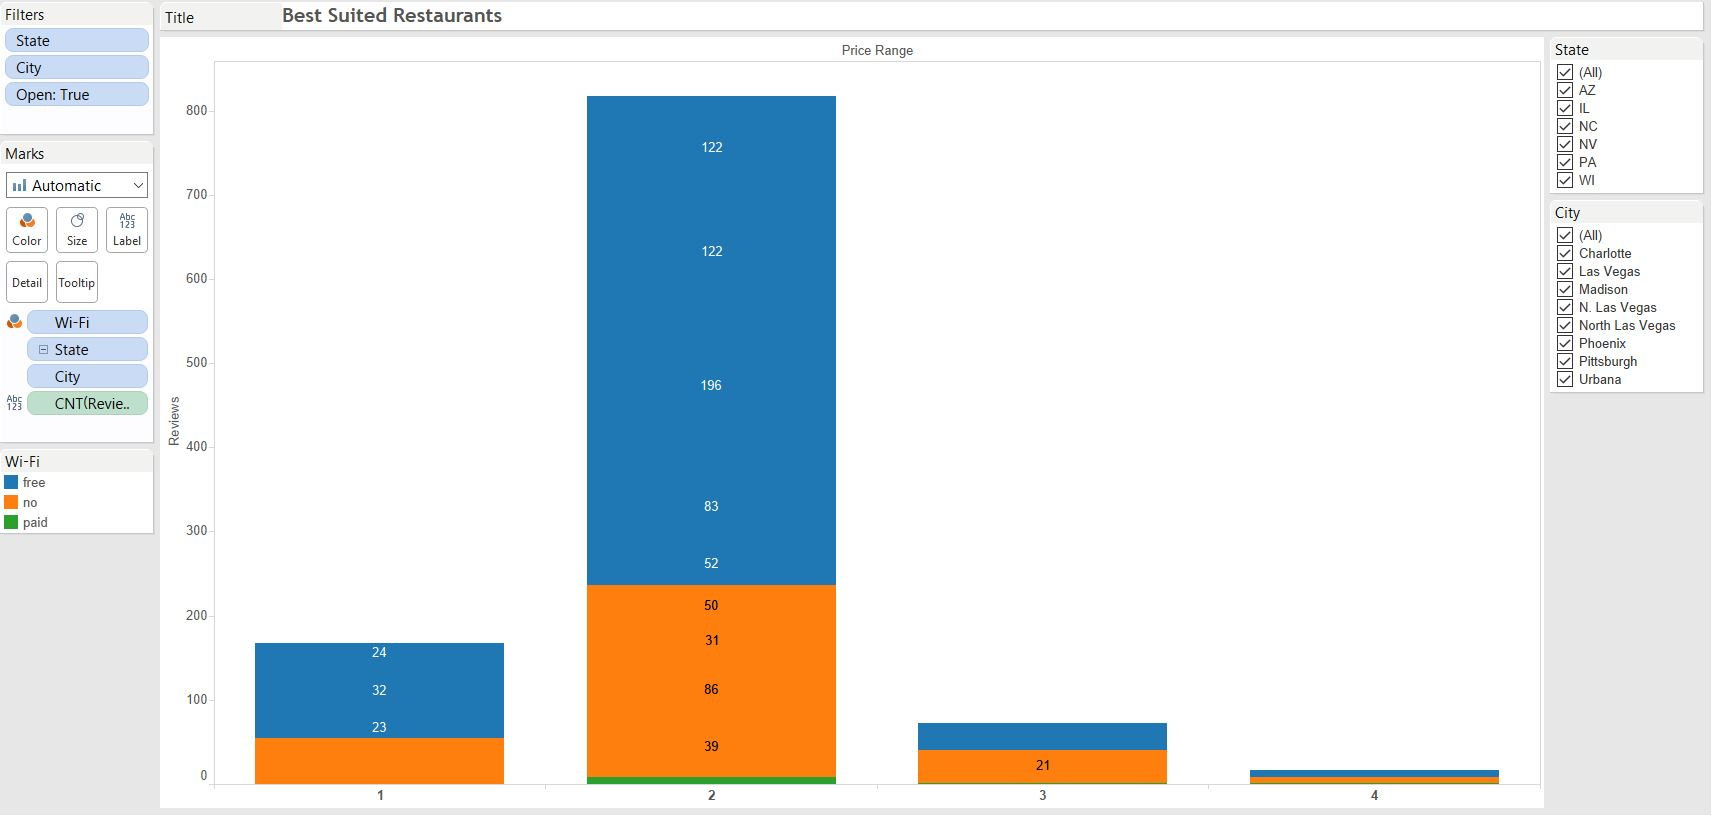 Filters
State
City
Open: True
Marks
Automatic
Color
Size
Abc
123
Label
Detail
Tooltip
Wi-Fi
State
City
Abc
123
CNT(Revie..
Wi-Fi
free
no
paid
Title
Best Suited Restaurants
Price Range
Reviews
800
700
600
500
400
300
200
100
0
24
32
23
122
122
196
83
52
50
31
86
39
21
1
2
3
4
State
(All)
AZ
IL
NC
NV
PA
WI
City
(All)
Charlotte
Las Vegas
Madison
N. Las Vegas
North Las Vegas
Phoenix
Pittsburgh
Urbana